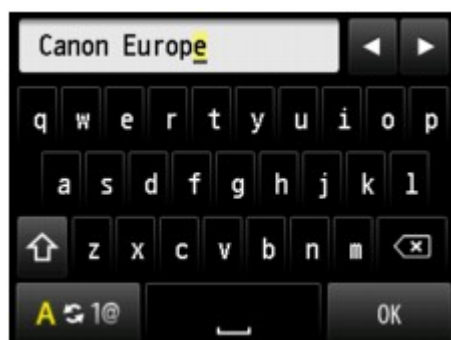 Canon Europe
q w e r t y u i o p
a s d f g h j k l
z x c v b n m
A 1@ OK